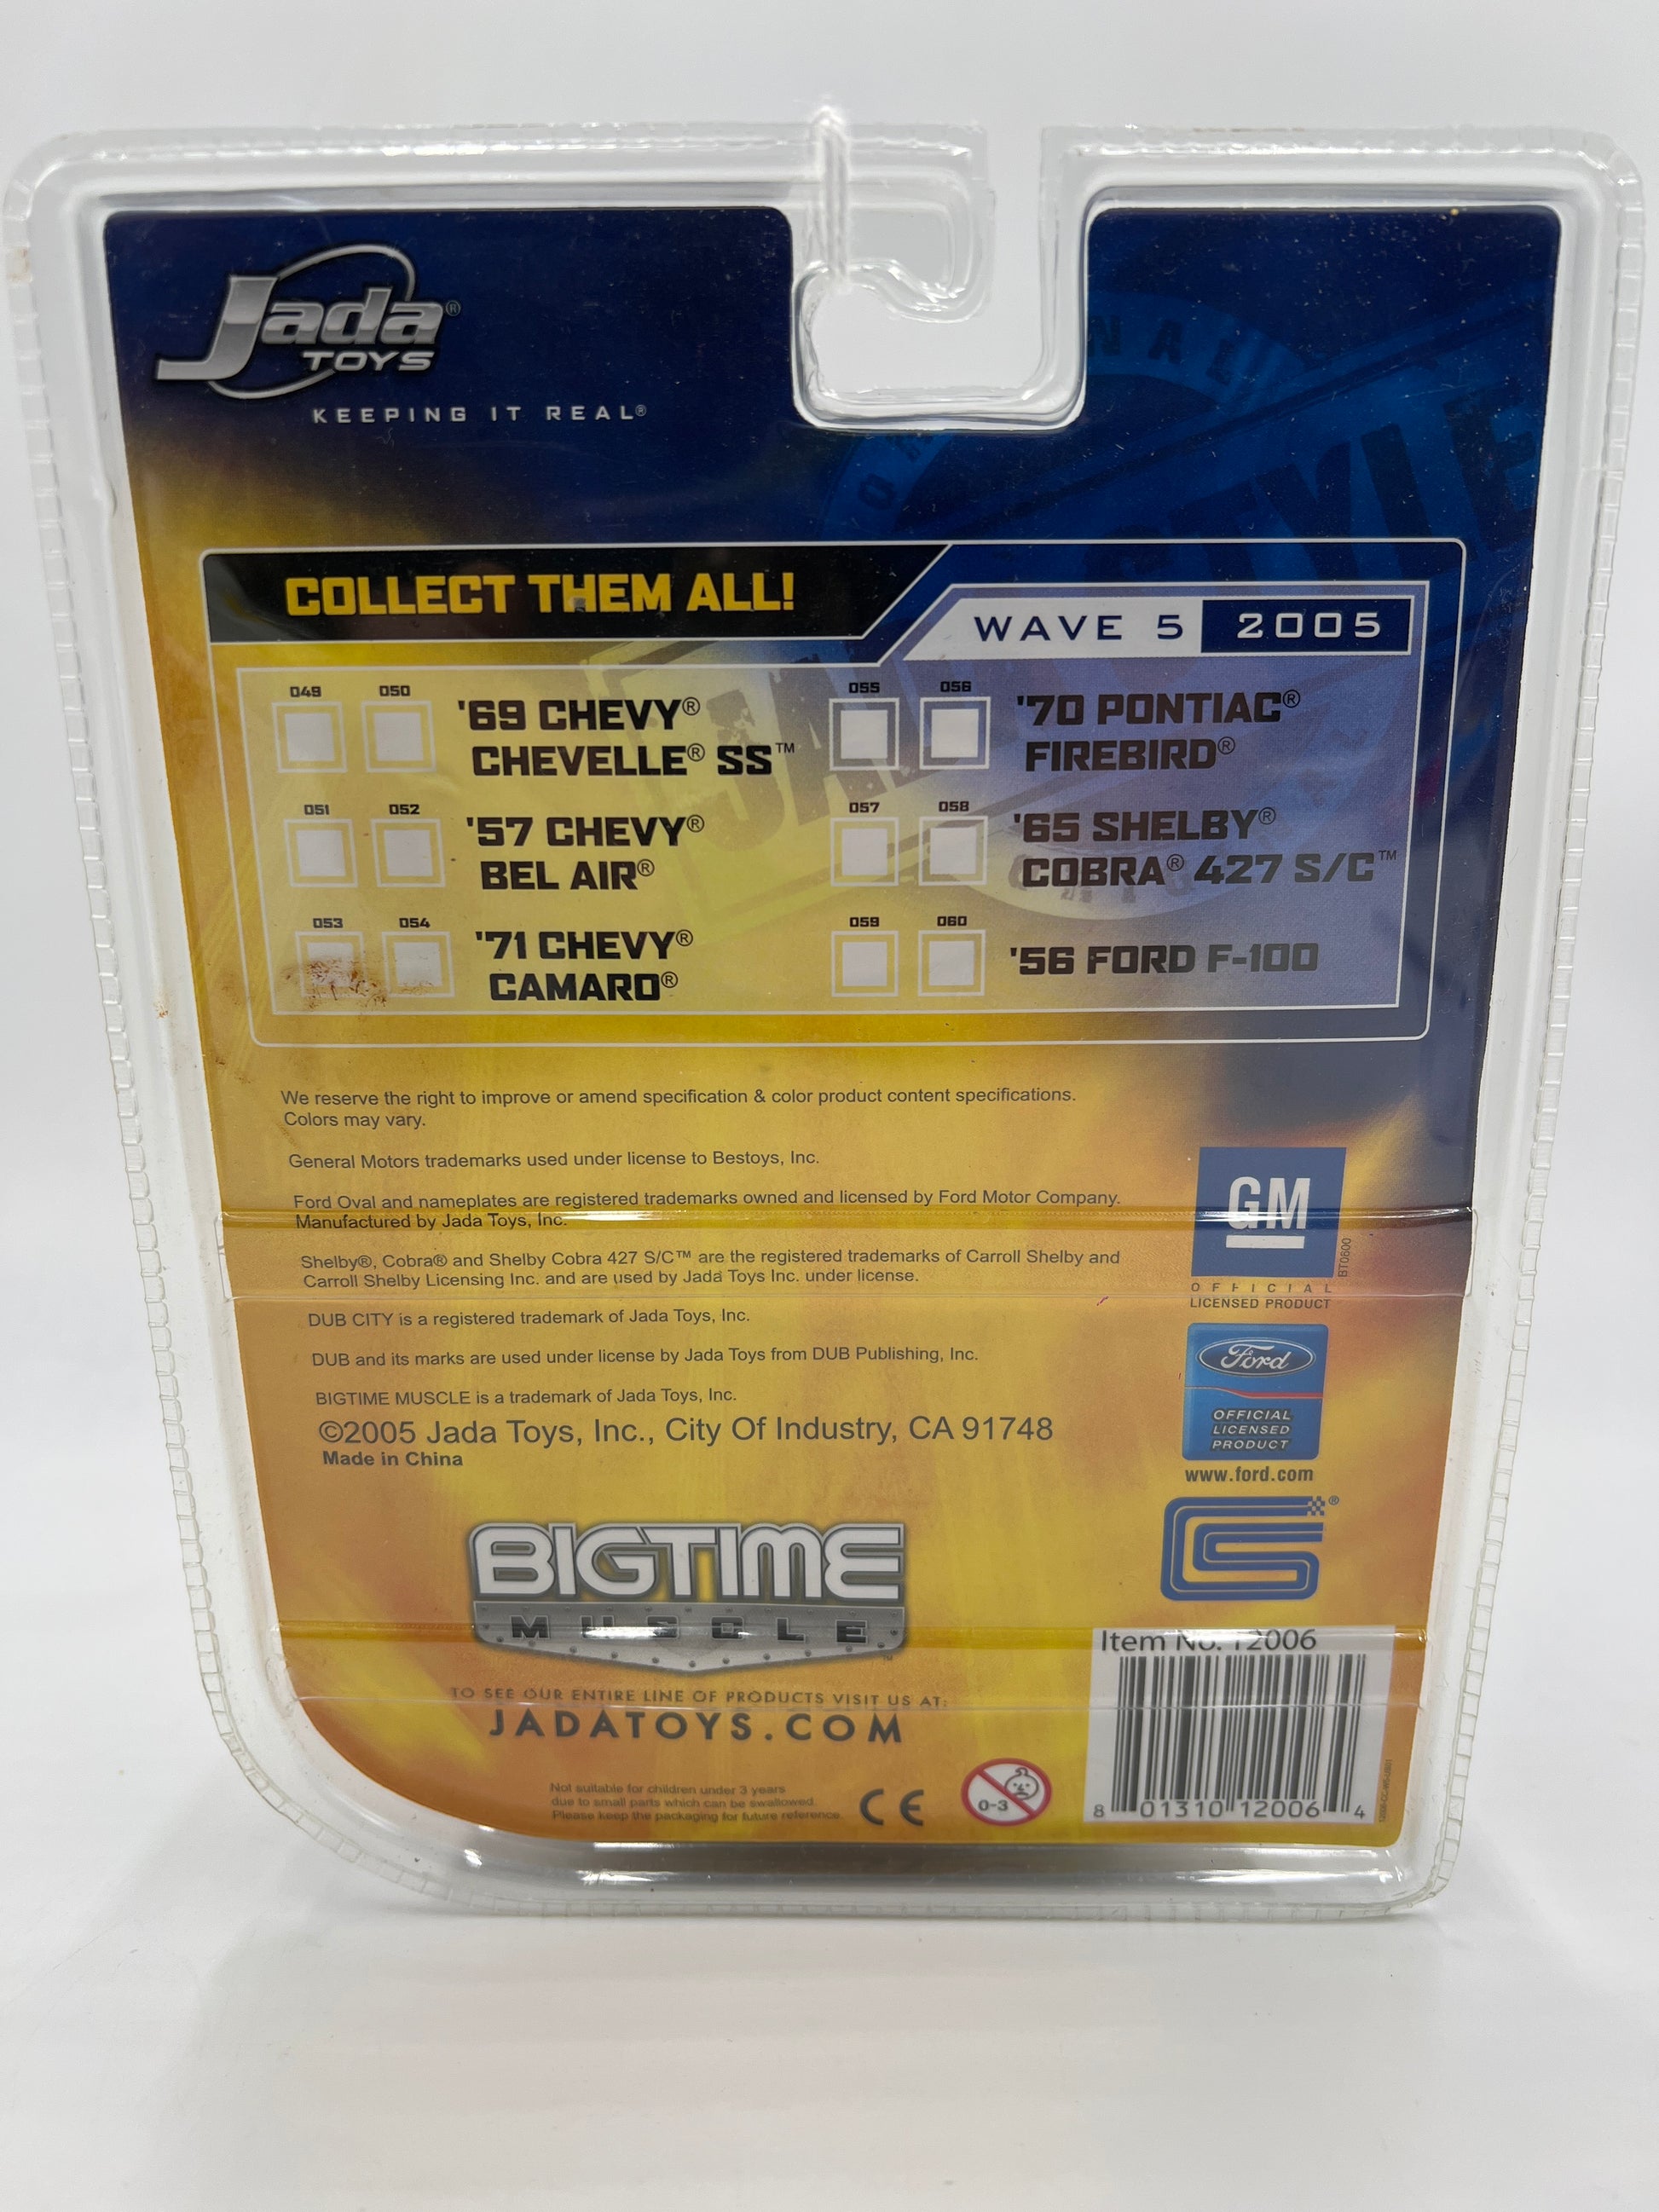 Jada®
TOYS
KEEPING IT REAL®
COLLECT THEM ALL!
WAVE 5 2005
049 050 '69 CHEVY®
CHEVELLE® SS™
051 052 '57 CHEVY®
BEL AIR®
053 054 '71 CHEVY®
CAMARO®
055 056 '70 PONTIAC®
FIREBIRD®
057 058 '65 SHELBY®
COBRA® 427 S/C™
059 060 '56 FORD F-100
We reserve the right to improve or amend specification & color product content specifications.
Colors may vary.
General Motors trademarks used under license to Bestoys, Inc.
Ford Oval and nameplates are registered trademarks owned and licensed by Ford Motor Company.
Manufactured by Jada Toys, Inc.
Shelby®, Cobra® and Shelby Cobra 427 S/C™ are the registered trademarks of Carroll Shelby and
Carroll Shelby Licensing Inc. and are used by Jada Toys Inc. under license.
DUB CITY is a registered trademark of Jada Toys, Inc.
DUB and its marks are used under license by Jada Toys from DUB Publishing, Inc.
BIGTIME MUSCLE is a trademark of Jada Toys, Inc.
©2005 Jada Toys, Inc., City Of Industry, CA 91748
Made in China
GM
BT0600
OFFICIAL
LICENSED PRODUCT
Ford
OFFICIAL
LICENSED
PRODUCT
www.ford.com
CS®
BIGTIME
MUSCLE™
TO SEE OUR ENTIRE LINE OF PRODUCTS VISIT US AT:
JADATOYS.COM
Not suitable for children under 3 years
due to small parts which can be swallowed.
Please keep the packaging for future reference.
CE
0-3
Item No. 12006
8 01310 12006 4